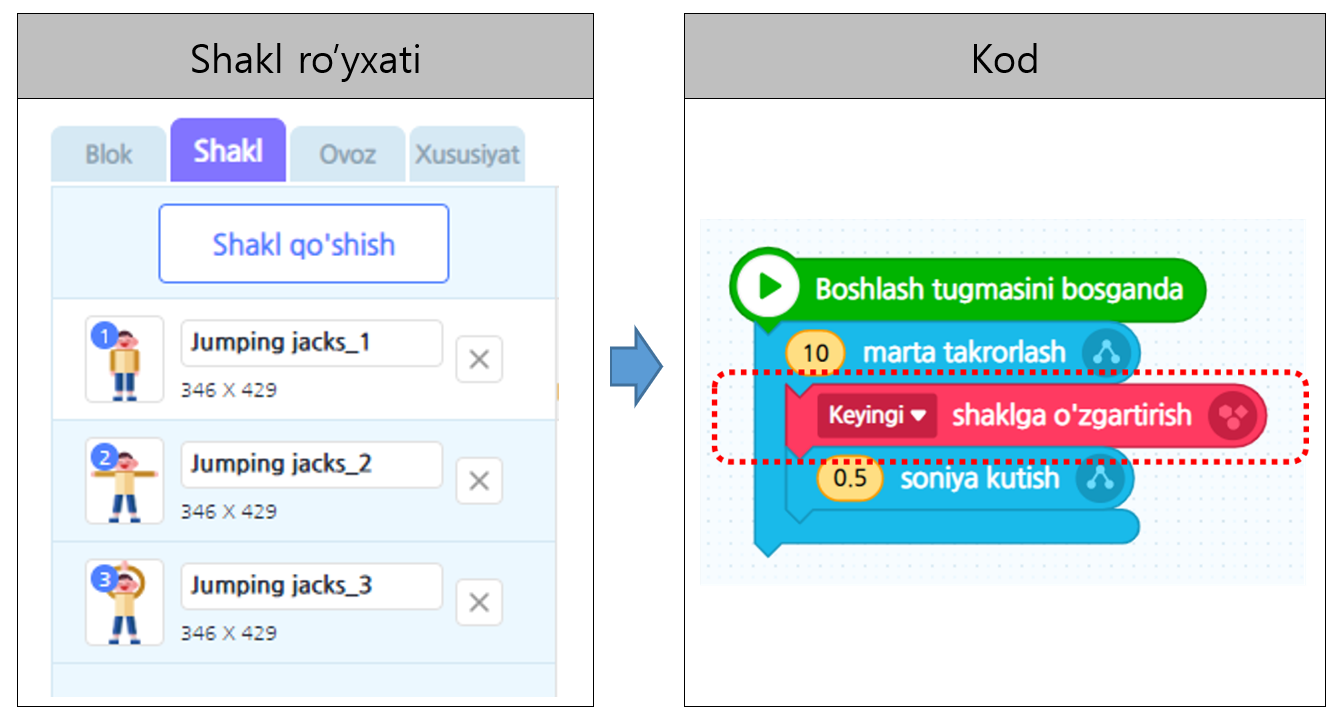 Shakl ro’yxati
Blok
Shakl
Ovoz
Xususiyat
Shakl qo'shish
1
Jumping jacks_1
346 X 429
2
Jumping jacks_2
346 X 429
3
Jumping jacks_3
346 X 429
Kod
Boshlash tugmasini bosganda
10 marta takrorlash
Keyingi shaklga o'zgartirish
0.5 soniya kutish